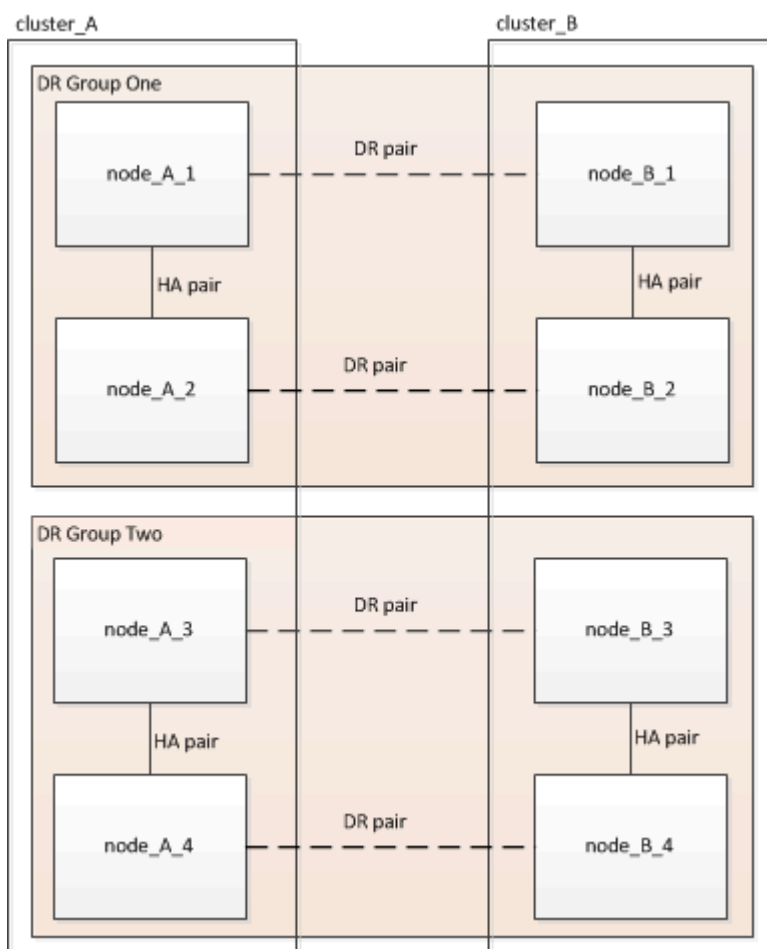 cluster_A
cluster_B
DR Group One
node_A_1
DR pair
node_B_1
HA pair
HA pair
node_A_2
DR pair
node_B_2
DR Group Two
node_A_3
DR pair
node_B_3
HA pair
HA pair
node_A_4
DR pair
node_B_4